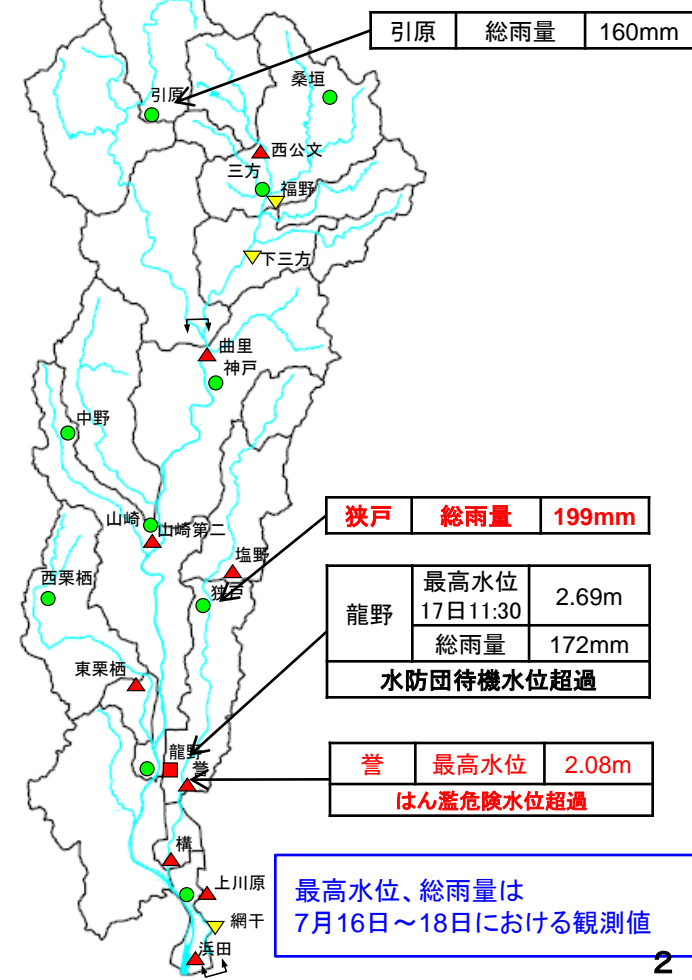 引原 総雨量 160mm
桑垣
引原
西公文
三方
福野
下三方
曲里
神戸
中野
狭戸 総雨量 199mm
山崎
山崎第二
塩野
西栗栖
狭戸
龍野 最高水位 17日11:30 2.69m
総雨量 172mm
水防団待機水位超過
東栗栖
龍野
誉
誉 最高水位 2.08m
はん濫危険水位超過
構
上川原
網干
浜田
最高水位、総雨量は
7月16日～18日における観測値
2